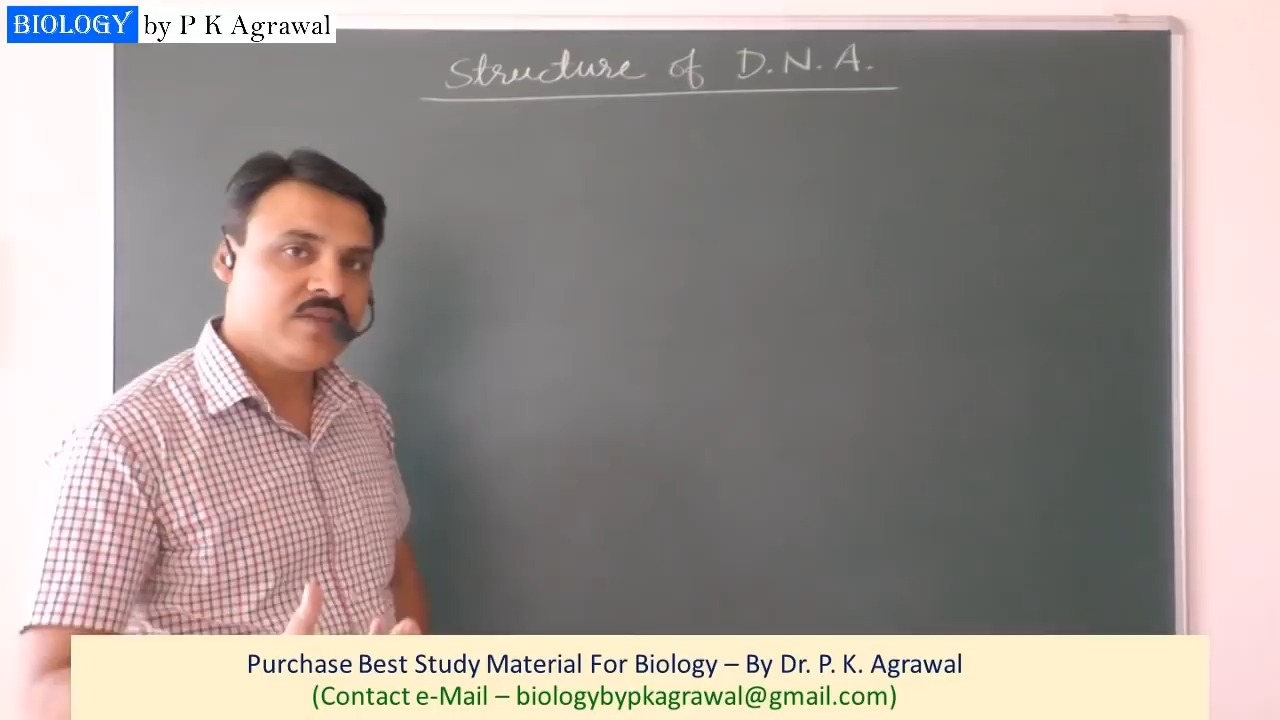 BIOLOGY by P K Agrawal
Structure of D.N.A.
Purchase Best Study Material For Biology – By Dr. P. K. Agrawal
(Contact e-Mail – biologybypkagrawal@gmail.com)